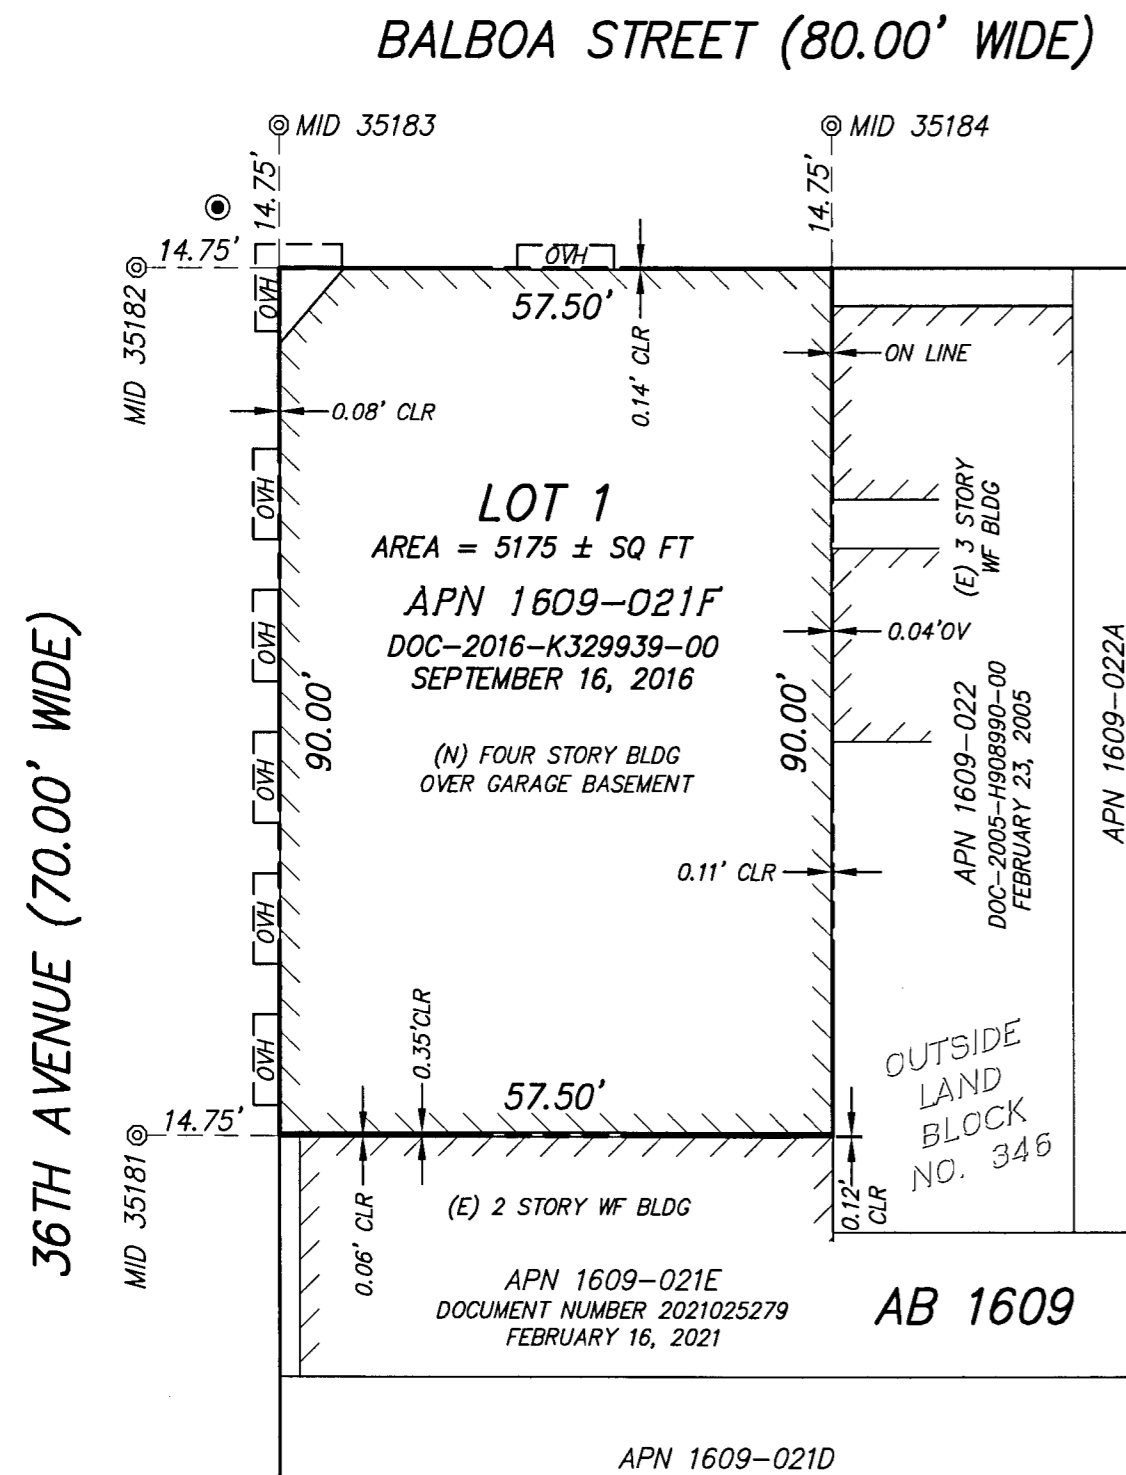 BALBOA STREET (80.00' WIDE)
MID 35183
MID 35184
14.75'
14.75'
14.75'
MID 35182
OVH
OVH
57.50'
0.14' CLR
ON LINE
0.08' CLR
OVH
LOT 1
AREA = 5175 ± SQ FT
APN 1609-021F
DOC-2016-K329939-00
SEPTEMBER 16, 2016
(E) 3 STORY
WF BLDG
0.04'OV
OVH
36TH AVENUE (70.00' WIDE)
90.00'
90.00'
(N) FOUR STORY BLDG
OVER GARAGE BASEMENT
OVH
APN 1609-022
DOC-2005-H908990-00
FEBRUARY 23, 2005
APN 1609-022A
0.11' CLR
OVH
0.35'CLR
OVH
57.50'
OUTSIDE
LAND
BLOCK
NO. 346
14.75'
MID 35181
0.06' CLR
(E) 2 STORY WF BLDG
0.12'
CLR
APN 1609-021E
DOCUMENT NUMBER 2021025279
FEBRUARY 16, 2021
AB 1609
APN 1609-021D